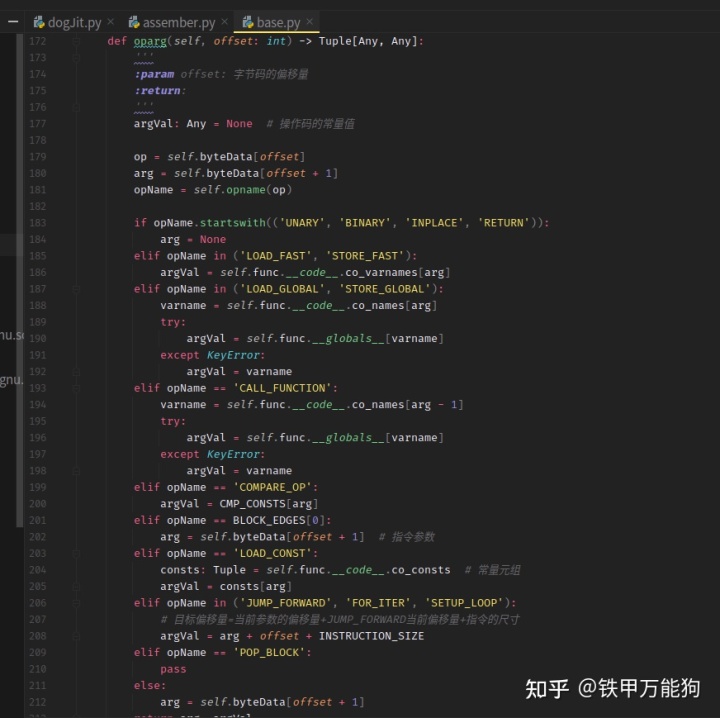 dogJit.py × assember.py × base.py ×
172 def oparg(self, offset: int) -> Tuple[Any, Any]:
173 '''
174 :param offset: 字节码的偏移量
175 :return:
176 '''
177 argVal: Any = None # 操作码的常量值
178
179 op = self.byteData[offset]
180 arg = self.byteData[offset + 1]
181 opName = self.opname(op)
182
183 if opName.startswith(('UNARY', 'BINARY', 'INPLACE', 'RETURN')):
184 arg = None
185 elif opName in ('LOAD_FAST', 'STORE_FAST'):
186 argVal = self.func.__code__.co_varnames[arg]
187 elif opName in ('LOAD_GLOBAL', 'STORE_GLOBAL'):
188 varname = self.func.__code__.co_names[arg]
189 try:
190 argVal = self.func.__globals__[varname]
191 except KeyError:
192 argVal = varname
193 elif opName == 'CALL_FUNCTION':
194 varname = self.func.__code__.co_names[arg - 1]
195 try:
196 argVal = self.func.__globals__[varname]
197 except KeyError:
198 argVal = varname
199 elif opName == 'COMPARE_OP':
200 argVal = CMP_CONSTS[arg]
201 elif opName == BLOCK_EDGES[0]:
202 arg = self.byteData[offset + 1] # 指令参数
203 elif opName == 'LOAD_CONST':
204 consts: Tuple = self.func.__code__.co_consts # 常量元组
205 argVal = consts[arg]
206 elif opName in ('JUMP_FORWARD', 'FOR_ITER', 'SETUP_LOOP'):
207 # 目标偏移量=当前参数的偏移量+JUMP_FORWARD当前偏移量+指令的尺寸
208 argVal = arg + offset + INSTRUCTION_SIZE
209 elif opName == 'POP_BLOCK':
210 pass
211 else:
212 arg = self.byteData[offset + 1]
nu.so
gnu.
知乎 @铁甲万能狗